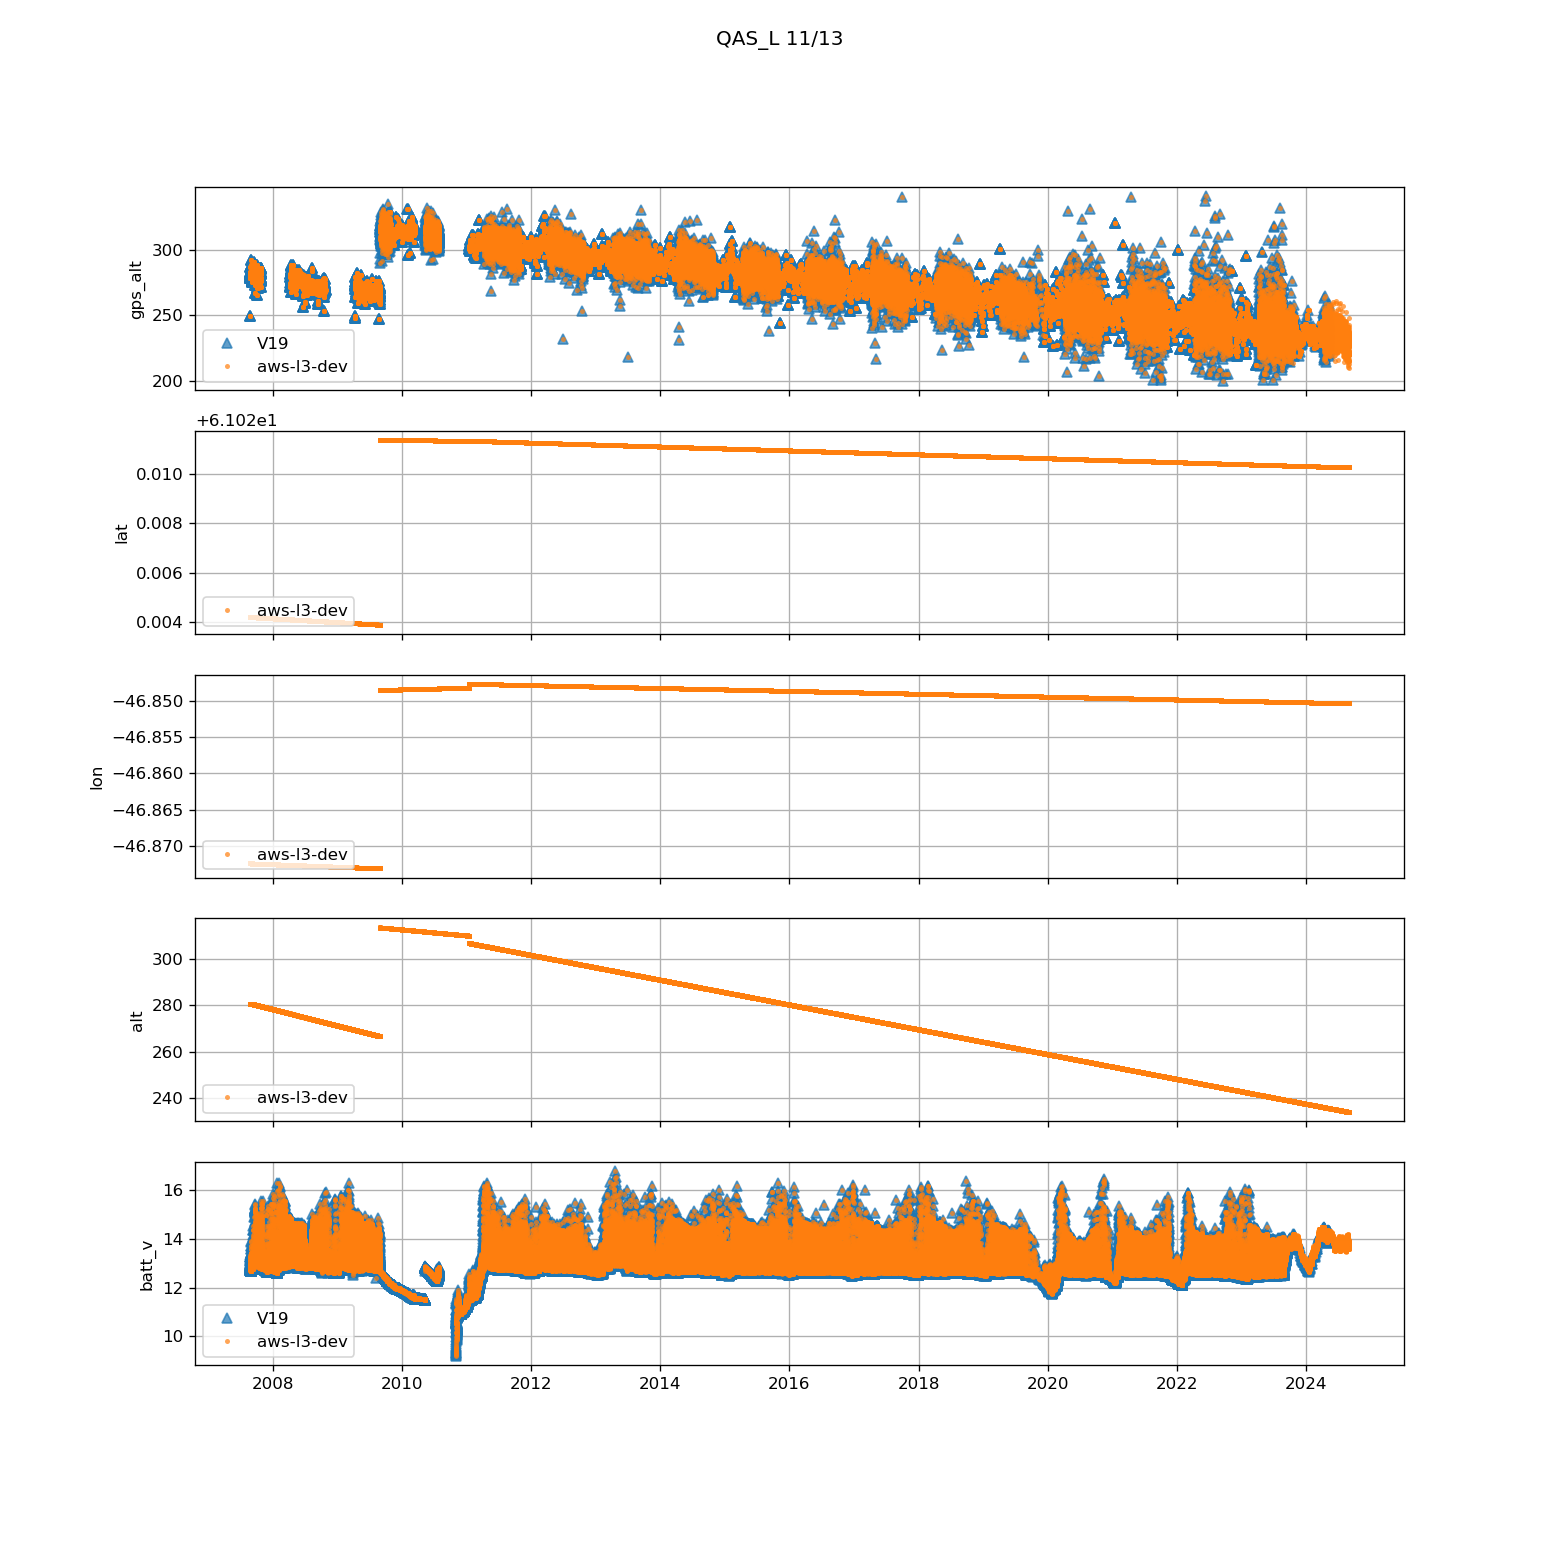 QAS_L 11/13
300
250
200
gps_alt
V19
aws-l3-dev
+6.102e1
0.010
0.008
0.006
0.004
lat
aws-l3-dev
−46.850
−46.855
−46.860
−46.865
−46.870
lon
aws-l3-dev
300
280
260
240
alt
aws-l3-dev
16
14
12
10
batt_v
V19
aws-l3-dev
2008 2010 2012 2014 2016 2018 2020 2022 2024